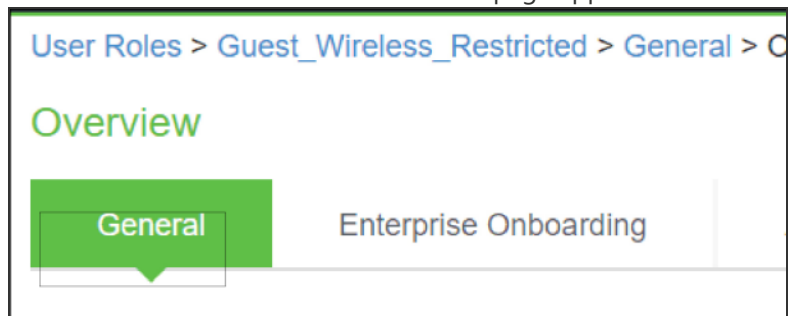 User Roles > Guest_Wireless_Restricted > General >
Overview
General Enterprise Onboarding